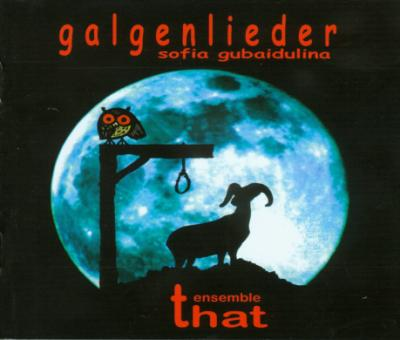 galgenlieder
sofia gubaidulina
ensemble
that